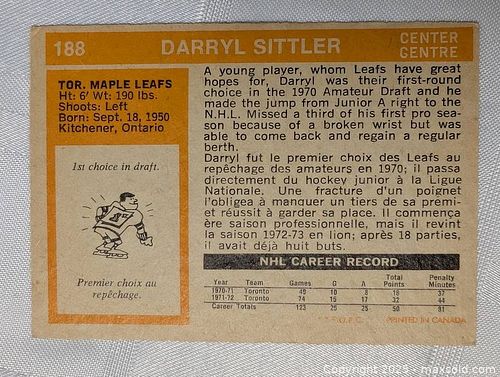 188 DARRYL SITTLER CENTER
CENTRE
TOR. MAPLE LEAFS
Ht: 6' Wt: 190 lbs.
Shoots: Left
Born: Sept. 18, 1950
Kitchener, Ontario
1st choice in draft.
Premier choix au
repêchage.
A young player, whom Leafs have great
hopes for, Darryl was their first-round
choice in the 1970 Amateur Draft and he
made the jump from Junior A right to the
N.H.L. Missed a third of his first pro sea-
son because of a broken wrist but was
able to come back and regain a regular
berth.
Darryl fut le premier choix des Leafs au
repêchage des amateurs en 1970; il passa
directement du hockey junior à la Ligue
Nationale. Une fracture d'un poignet
l'obligea à manquer un tiers de sa premi-
et réussit à garder sa place. Il commença
ère saison professionnelle, mais il revint
la saison 1972-73 en lion; après 18 parties,
il avait déjà huit buts.
NHL CAREER RECORD
Year Team Games G A Total Points Penalty Minutes
1970-71 Toronto 49 10 8 18 37
1971-72 Toronto 74 15 17 32 44
Career Totals 123 25 25 50 81
O.P.C. PRINTED IN CANADA
Copyright 2025 - maxsold.com